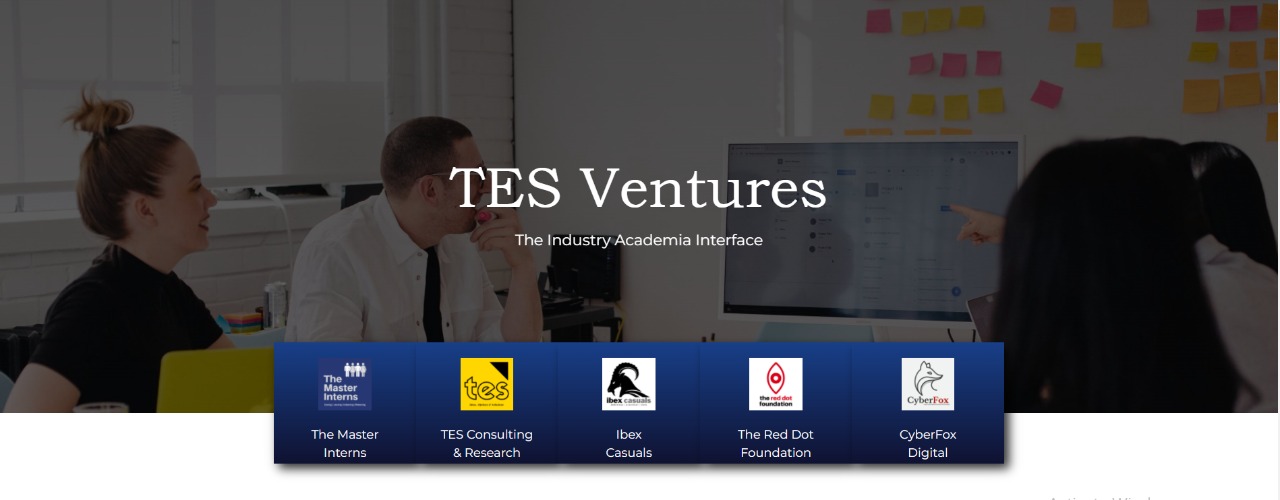 TES Ventures
The Industry Academia Interface
The
Master
Interns
tes
ibex casuals
the red dot
foundation
CyberFox
The Master
Interns
TES Consulting
& Research
Ibex
Casuals
The Red Dot
Foundation
CyberFox
Digital